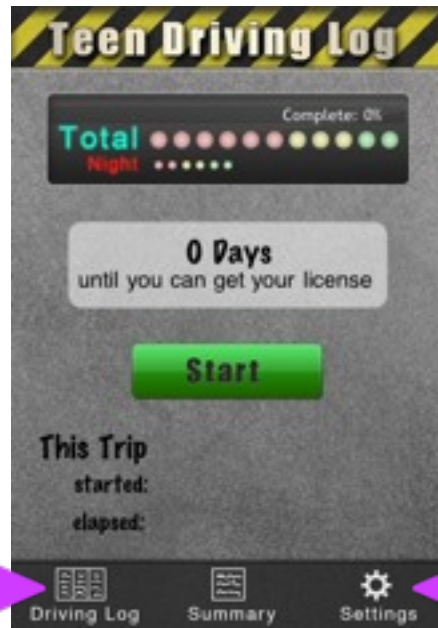 Teen Driving Log
Complete: 0%
Total
Night
0 Days
until you can get your license
Start
This Trip
started:
elapsed:
Driving Log Summary Settings